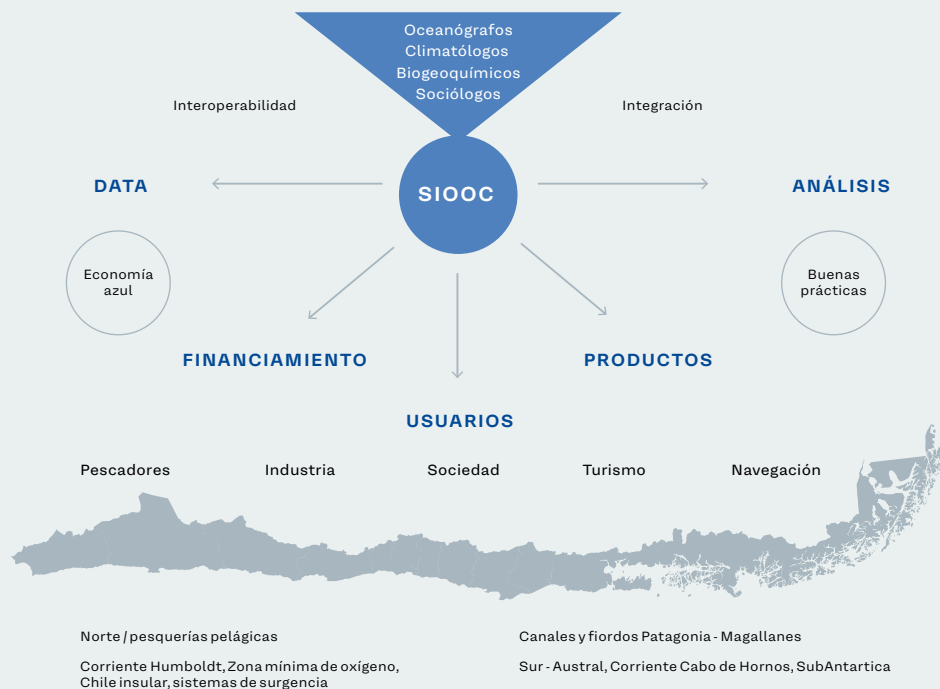 Oceanógrafos
Climatólogos
Biogeoquímicos
Sociólogos
Interoperabilidad
Integración
DATA
SIOOC
ANÁLISIS
Economía
azul
Buenas
prácticas
FINANCIAMIENTO
PRODUCTOS
USUARIOS
Pescadores
Industria
Sociedad
Turismo
Navegación
Norte / pesquerías pelágicas
Corriente Humboldt, Zona mínima de oxígeno,
Chile insular, sistemas de surgencia
Canales y fiordos Patagonia - Magallanes
Sur - Austral, Corriente Cabo de Hornos, SubAntartica